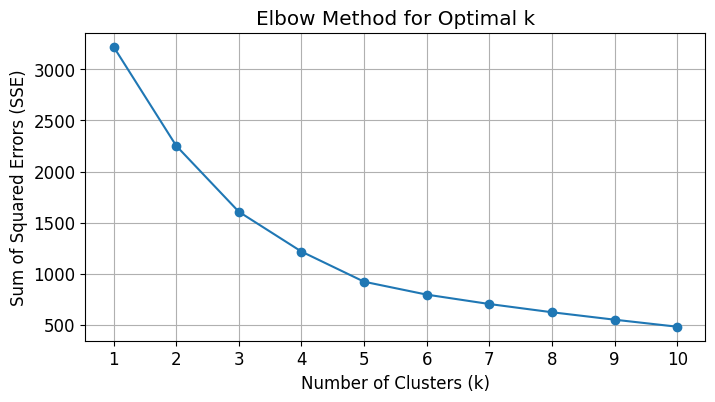 Elbow Method for Optimal k
Sum of Squared Errors (SSE)
3000
2500
2000
1500
1000
500
1 2 3 4 5 6 7 8 9 10
Number of Clusters (k)